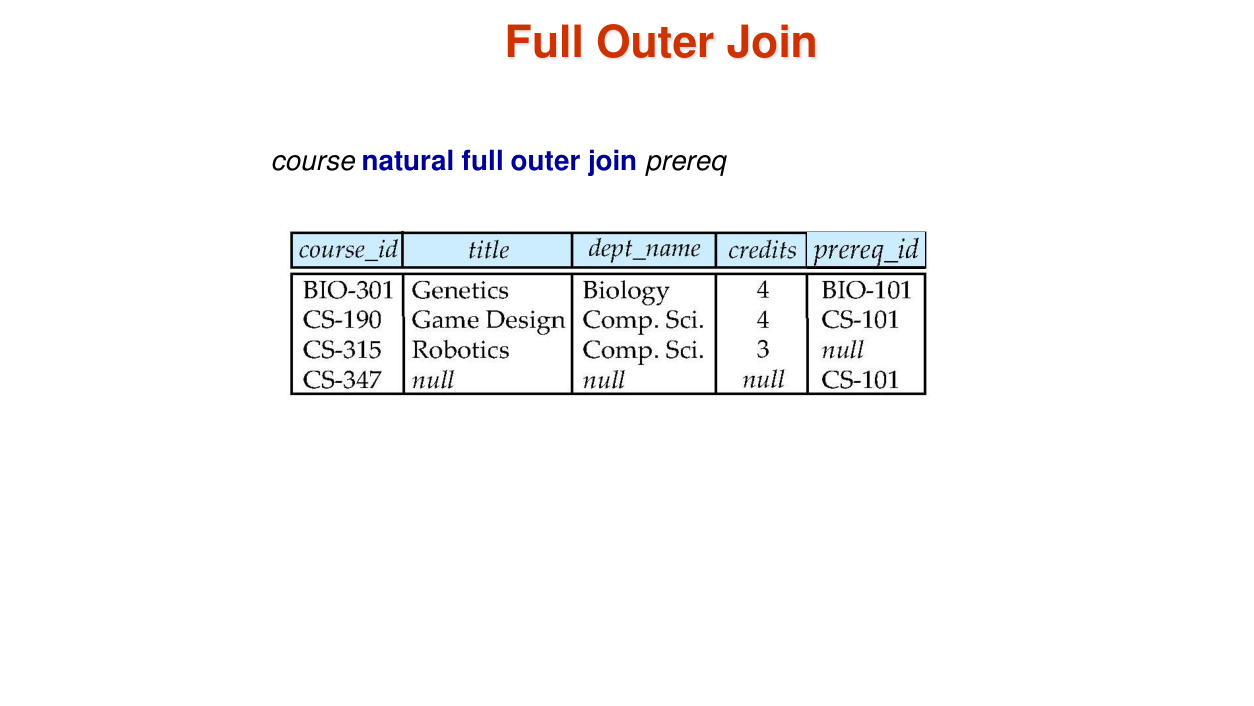 Full Outer Join
course natural full outer join prereq
course_id title dept_name credits prereq_id
BIO-301 Genetics Biology 4 BIO-101
CS-190 Game Design Comp. Sci. 4 CS-101
CS-315 Robotics Comp. Sci. 3 null
CS-347 null null null CS-101